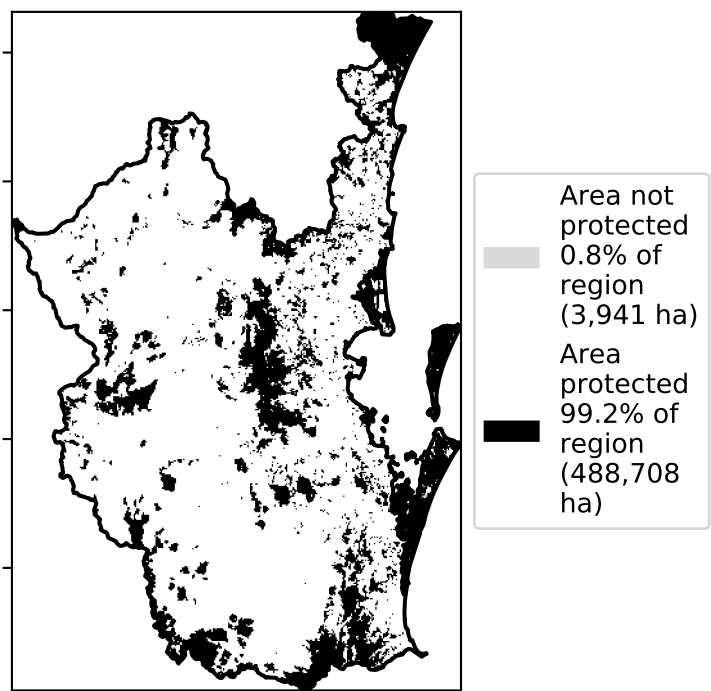 Area not
protected
0.8% of
region
(3,941 ha)
Area
protected
99.2% of
region
(488,708
ha)